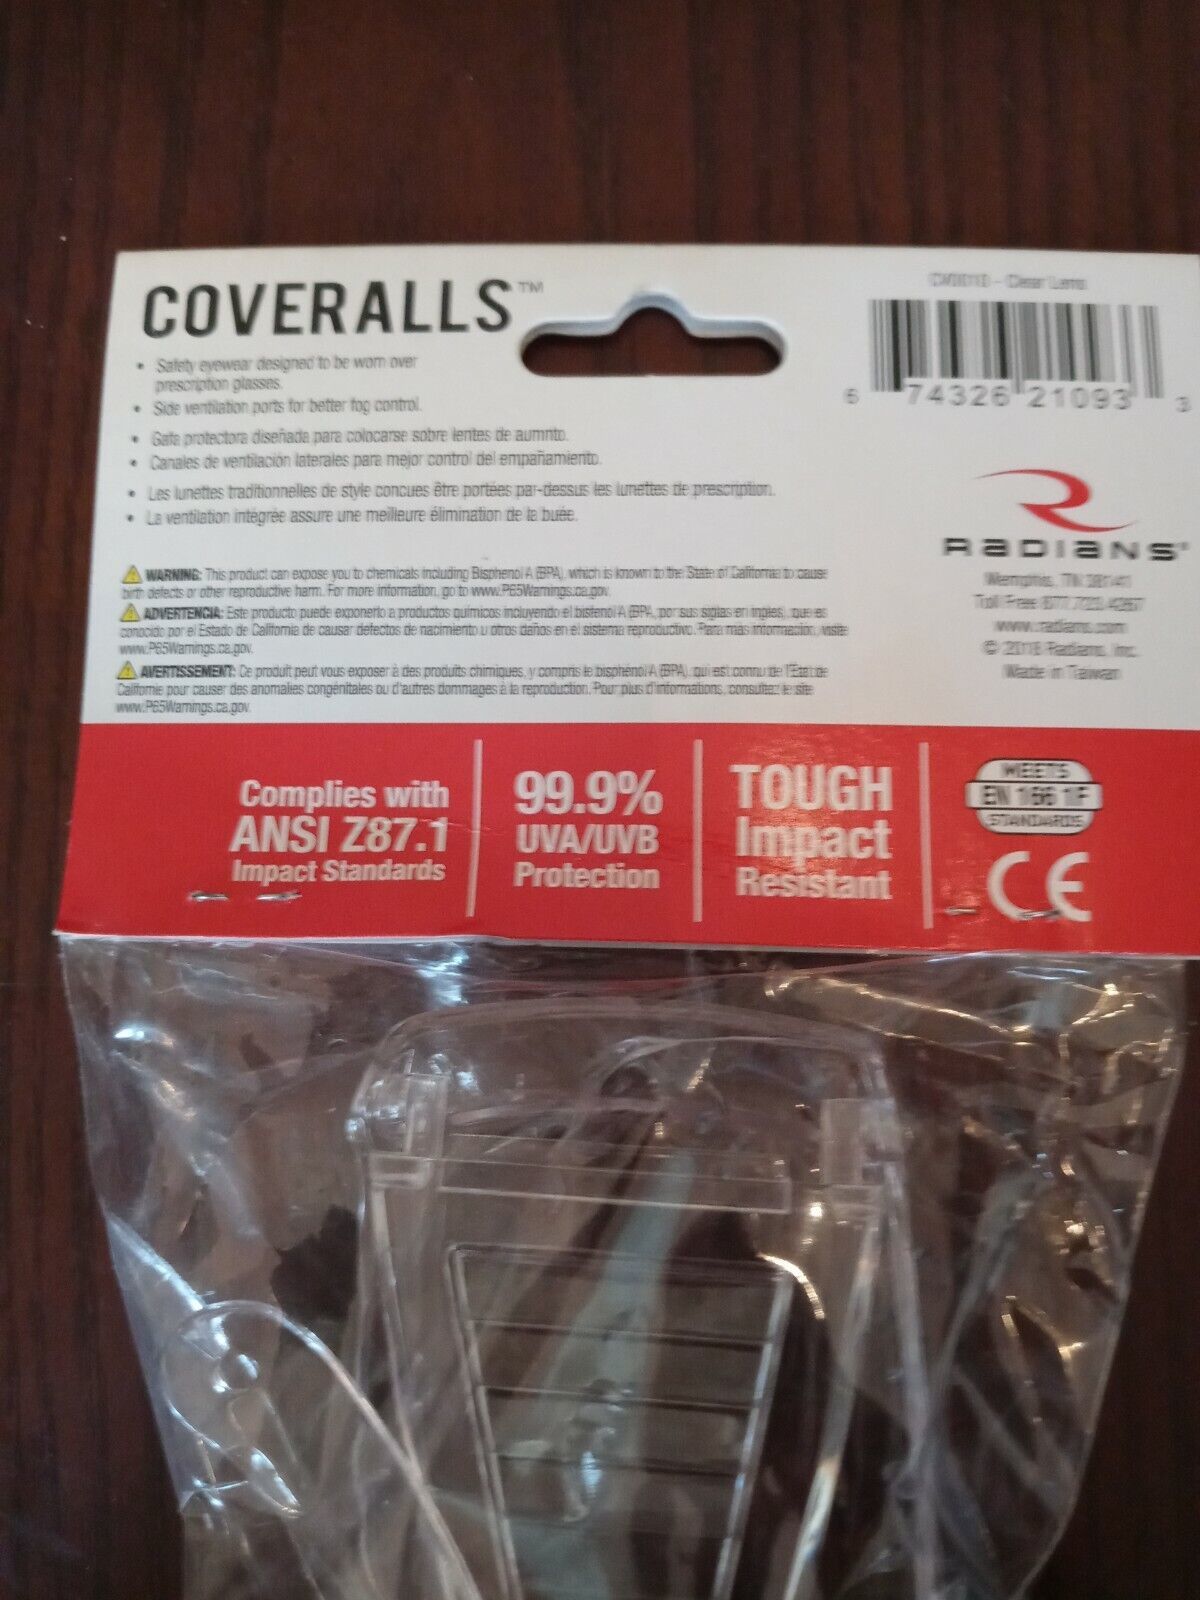 COVERALLS™
• Safety eyewear designed to be worn over
prescription glasses.
• Side ventilation ports for better fog control.
• Gafa protectora diseñada para colocarse sobre lentes de aumnto.
• Canales de ventilación laterales para mejor control del empañamiento.
• Les lunettes traditionnelles de style concues être portées par-dessus les lunettes de prescription.
• La ventilation intégrée assure une meilleure élimination de la buée.
WARNING: This product can expose you to chemicals including Bisphenol A (BPA), which is known to the State of California to cause
birth defects or other reproductive harm. For more information, go to www.P65Warnings.ca.gov.
ADVERTENCIA: Este producto puede exponerlo a productos químicos incluyendo el bisfenol A (BPA, por sus siglas en inglés), que es
conocido por el Estado de California de causar defectos de nacimiento u otros daños en el sistema reproductivo. Para más información, visite
www.P65Warnings.ca.gov.
AVERTISSEMENT: Ce produit peut vous exposer à des produits chimiques, y compris le bisphénol A (BPA), qui est connu de l'État de
Californie pour causer des anomalies congénitales ou d'autres dommages à la reproduction. Pour plus d'informations, consultez le site
www.P65Warnings.ca.gov.
- Clear Lens
6 74326 21093 3
RADIANS®
Memphis, TN 38141
Toll Free 877.723.4267
www.radians.com
© 2018 Radians, Inc.
Made in Taiwan
Complies with
ANSI Z87.1
Impact Standards
99.9%
UVA/UVB
Protection
TOUGH
Impact
Resistant
MEETS
EN 166 1F
STANDARDS
CE